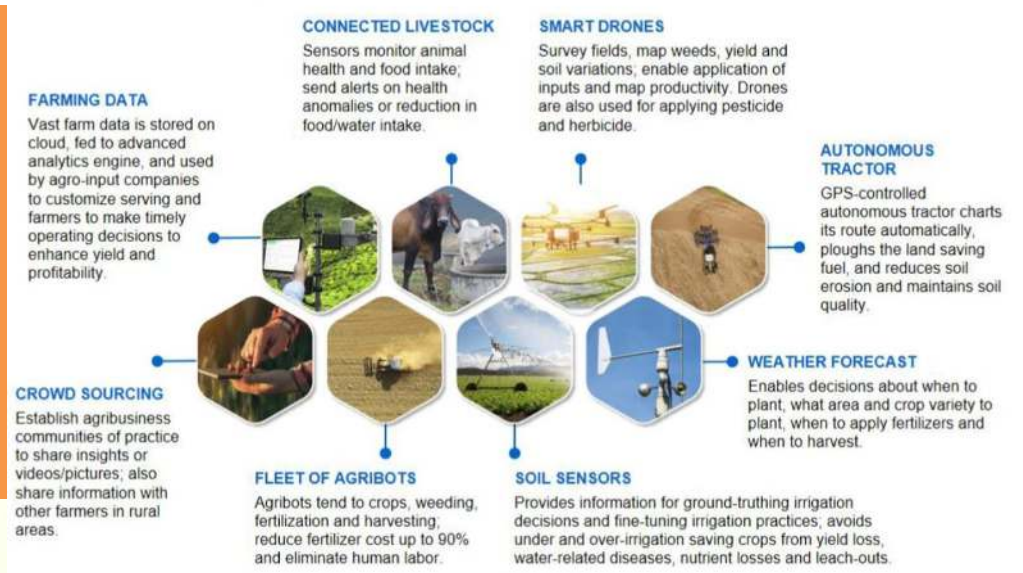 CONNECTED LIVESTOCK
Sensors monitor animal
health and food intake;
send alerts on health
anomalies or reduction in
food/water intake.
SMART DRONES
Survey fields, map weeds, yield and
soil variations; enable application of
inputs and map productivity. Drones
are also used for applying pesticide
and herbicide.
FARMING DATA
Vast farm data is stored on
cloud, fed to advanced
analytics engine, and used
by agro-input companies
to customize serving and
farmers to make timely
operating decisions to
enhance yield and
profitability.
AUTONOMOUS
TRACTOR
GPS-controlled
autonomous tractor charts
its route automatically,
ploughs the land saving
fuel, and reduces soil
erosion and maintains soil
quality.
CROWD SOURCING
Establish agribusiness
communities of practice
to share insights or
videos/pictures; also
share information with
other farmers in rural
areas.
FLEET OF AGRIBOTS
Agribots tend to crops, weeding,
fertilization and harvesting;
reduce fertilizer cost up to 90%
and eliminate human labor.
SOIL SENSORS
Provides information for ground-truthing irrigation
decisions and fine-tuning irrigation practices; avoids
under and over-irrigation saving crops from yield loss,
water-related diseases, nutrient losses and leach-outs.
WEATHER FORECAST
Enables decisions about when to
plant, what area and crop variety to
plant, when to apply fertilizers and
when to harvest.